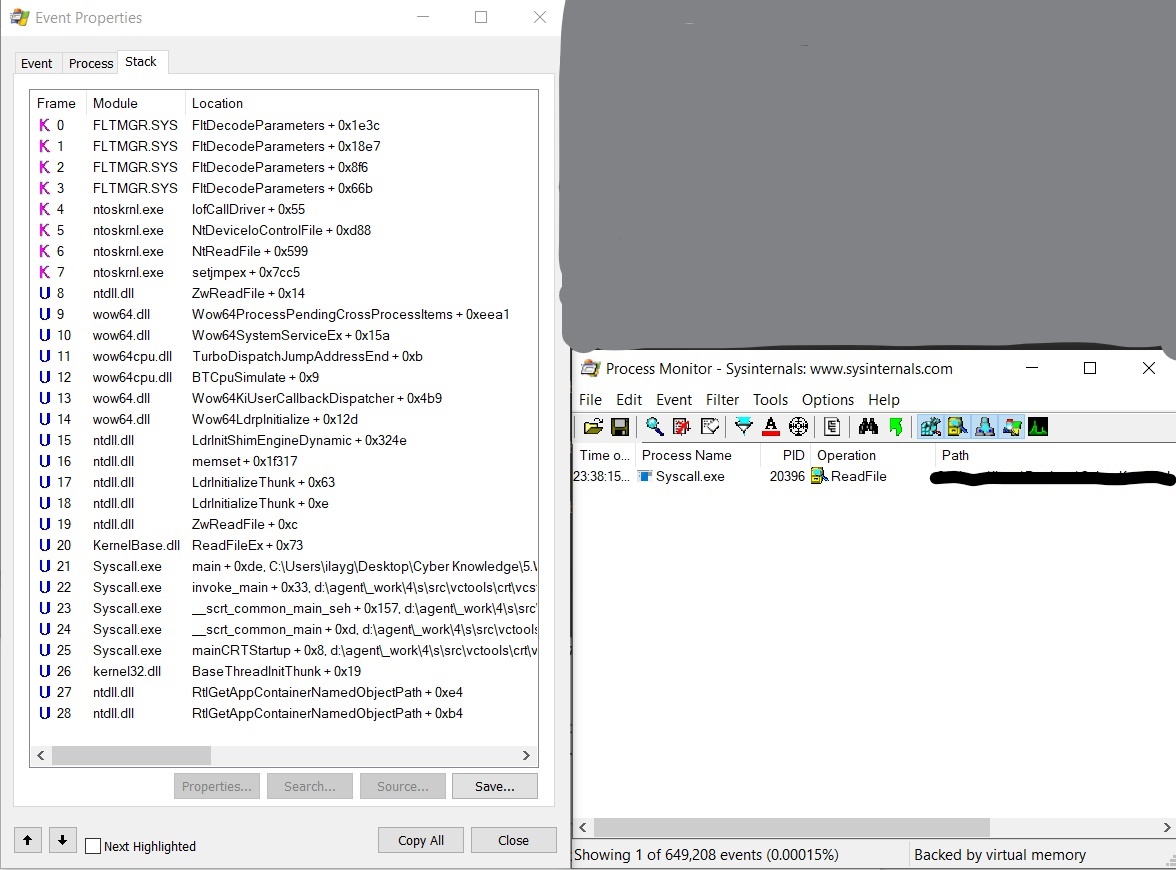 Event Properties
Event Process Stack
Frame Module Location
K 0 FLTMGR.SYS FltDecodeParameters + 0x1e3c
K 1 FLTMGR.SYS FltDecodeParameters + 0x18e7
K 2 FLTMGR.SYS FltDecodeParameters + 0x8f6
K 3 FLTMGR.SYS FltDecodeParameters + 0x66b
K 4 ntoskrnl.exe IofCallDriver + 0x55
K 5 ntoskrnl.exe NtDeviceIoControlFile + 0xd88
K 6 ntoskrnl.exe NtReadFile + 0x599
K 7 ntoskrnl.exe setjmpex + 0x7cc5
U 8 ntdll.dll ZwReadFile + 0x14
U 9 wow64.dll Wow64ProcessPendingCrossProcessItems + 0xeea1
U 10 wow64.dll Wow64SystemServiceEx + 0x15a
U 11 wow64cpu.dll TurboDispatchJumpAddressEnd + 0xb
U 12 wow64cpu.dll BTCpuSimulate + 0x9
U 13 wow64.dll Wow64KiUserCallbackDispatcher + 0x4b9
U 14 wow64.dll Wow64LdrpInitialize + 0x12d
U 15 ntdll.dll LdrInitShimEngineDynamic + 0x324e
U 16 ntdll.dll memset + 0x1f317
U 17 ntdll.dll LdrInitializeThunk + 0x63
U 18 ntdll.dll LdrInitializeThunk + 0xe
U 19 ntdll.dll ZwReadFile + 0xc
U 20 KernelBase.dll ReadFileEx + 0x73
U 21 Syscall.exe main + 0xde, C:\Users\ilayg\Desktop\Cyber Knowledge\5.\
U 22 Syscall.exe invoke_main + 0x33, d:\agent\_work\4\s\src\vctools\crt\vcs
U 23 Syscall.exe __scrt_common_main_seh + 0x157, d:\agent\_work\4\s\src'
U 24 Syscall.exe __scrt_common_main + 0xd, d:\agent\_work\4\s\src\vctools
U 25 Syscall.exe mainCRTStartup + 0x8, d:\agent\_work\4\s\src\vctools\crt\v
U 26 kernel32.dll BaseThreadInitThunk + 0x19
U 27 ntdll.dll RtlGetAppContainerNamedObjectPath + 0xe4
U 28 ntdll.dll RtlGetAppContainerNamedObjectPath + 0xb4
Properties... Search... Source... Save...
Next Highlighted Copy All Close
Process Monitor - Sysinternals: www.sysinternals.com
File Edit Event Filter Tools Options Help
Time o... Process Name PID Operation Path
23:38:15... Syscall.exe 20396 ReadFile
Showing 1 of 649,208 events (0.00015%) Backed by virtual memory